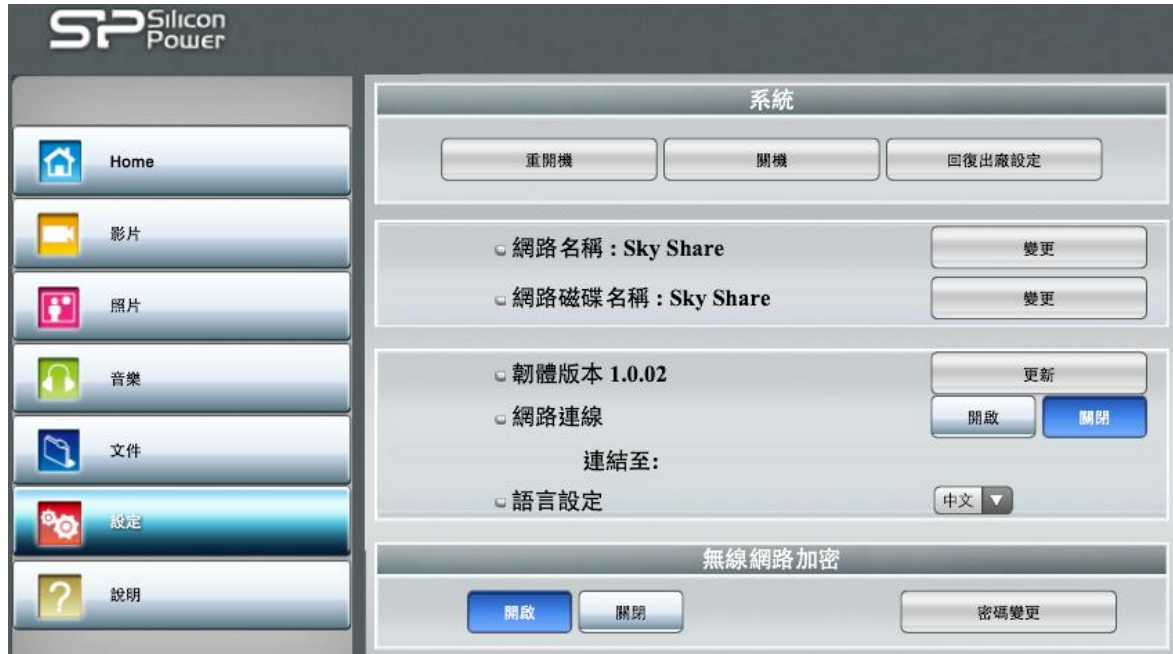 SP Silicon
Power
Home
影片
照片
音樂
文件
設定
說明
系統
重開機 關機 回復出廠設定
網路名稱 : Sky Share 變更
網路磁碟名稱 : Sky Share 變更
韌體版本 1.0.02 更新
網路連線 開啟 關閉
連結至:
語言設定 中文
無線網路加密
開啟 關閉 密碼變更